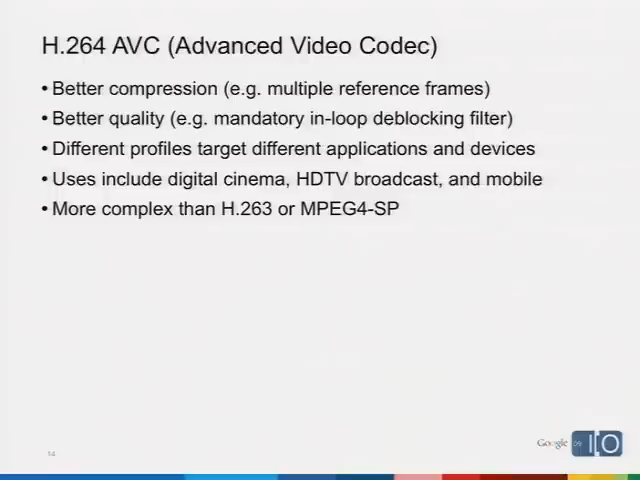 H.264 AVC (Advanced Video Codec)
• Better compression (e.g. multiple reference frames)
• Better quality (e.g. mandatory in-loop deblocking filter)
• Different profiles target different applications and devices
• Uses include digital cinema, HDTV broadcast, and mobile
• More complex than H.263 or MPEG4-SP
14
Google 09 IO